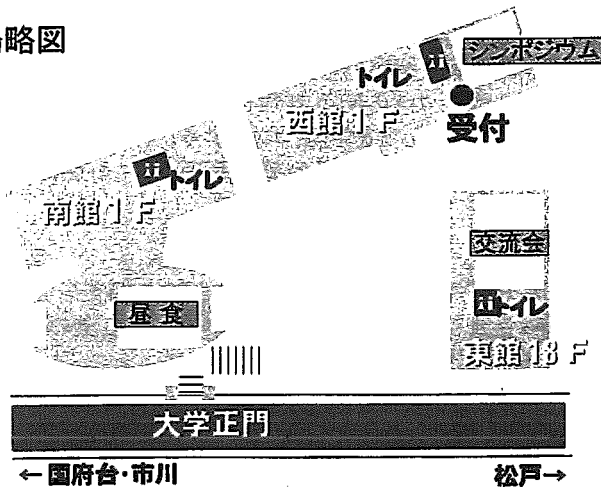 略図
シンポジウム
トイレ
西館1F
受付
トイレ
南館1F
交流会
昼食
トイレ
東館18F
大学正門
←国府台・市川
松戸→